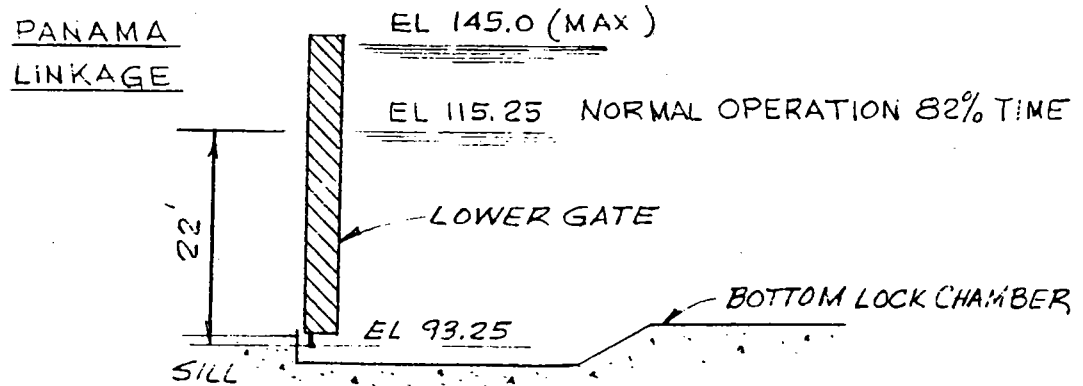 PANAMA
LINKAGE
EL 145.0 (MAX)
EL 115.25 NORMAL OPERATION 82% TIME
22'
LOWER GATE
BOTTOM LOCK CHAMBER
EL 93.25
SILL